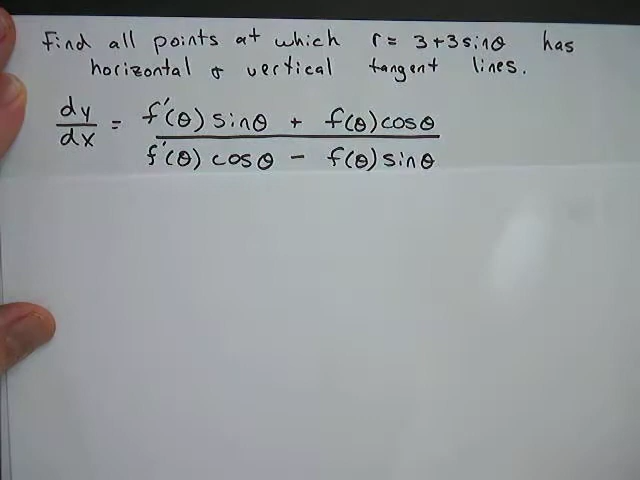 Find all points at which r = 3+3sinθ has
horizontal & vertical tangent lines.
dy/dx = f'(θ) sinθ + f(θ)cosθ / f'(θ) cosθ - f(θ) sinθ